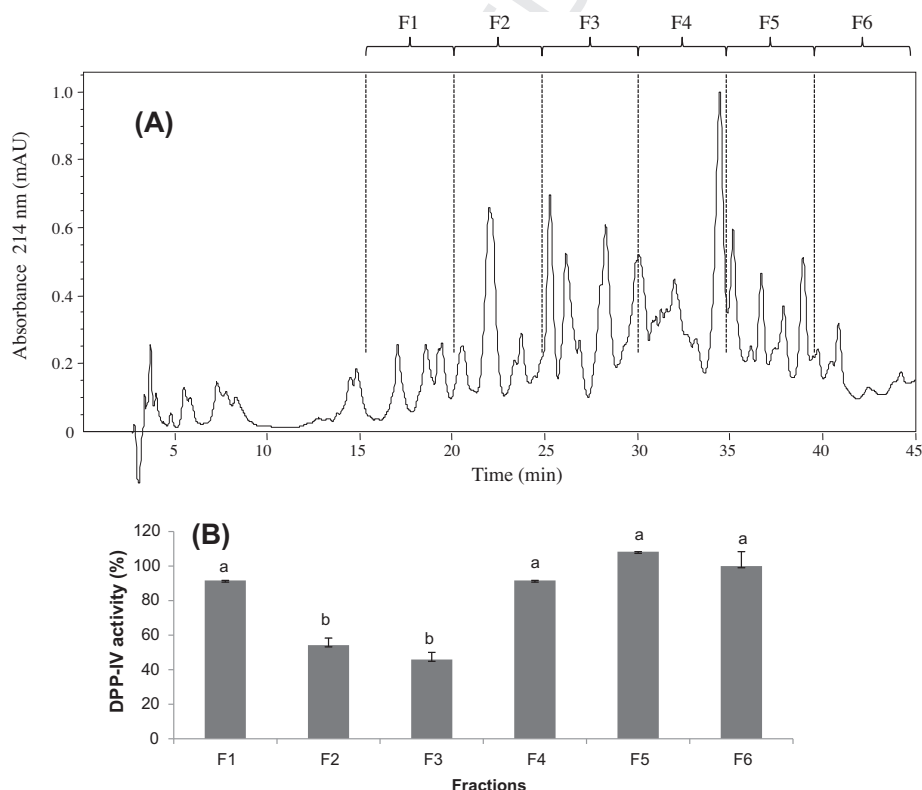 F1 F2 F3 F4 F5 F6
(A)
Absorbance 214 nm (mAU)
1.0
0.8
0.6
0.4
0.2
0
5 10 15 20 25 30 35 40 45
Time (min)
(B)
DPP-IV activity (%)
120
100
80
60
40
20
0
a b b a a a
F1 F2 F3 F4 F5 F6
Fractions